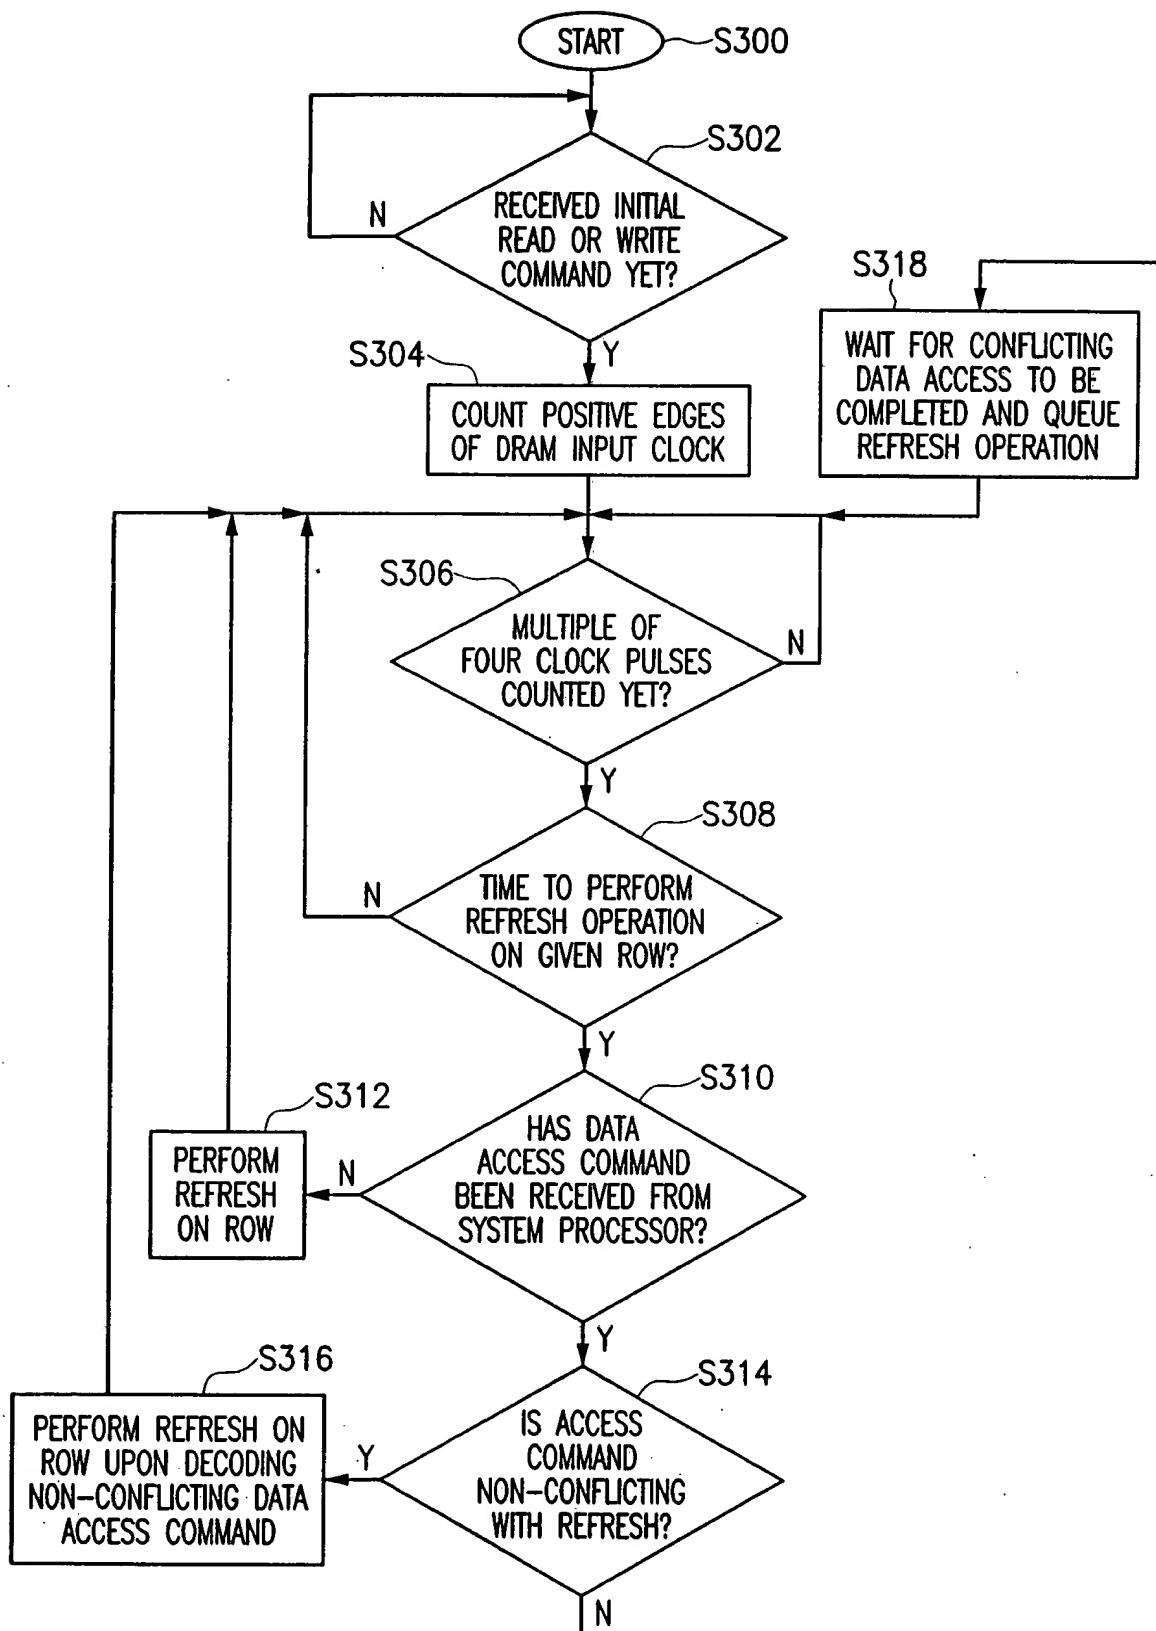 START
S300
S302
N
RECEIVED INITIAL
READ OR WRITE
COMMAND YET?
Y
S318
WAIT FOR CONFLICTING
DATA ACCESS TO BE
COMPLETED AND QUEUE
REFRESH OPERATION
S304
COUNT POSITIVE EDGES
OF DRAM INPUT CLOCK
S306
MULTIPLE OF
FOUR CLOCK PULSES
COUNTED YET?
N
Y
S308
N
TIME TO PERFORM
REFRESH OPERATION
ON GIVEN ROW?
Y
S310
HAS DATA
ACCESS COMMAND
BEEN RECEIVED FROM
SYSTEM PROCESSOR?
N
S312
PERFORM
REFRESH
ON ROW
Y
S314
IS ACCESS
COMMAND
NON-CONFLICTING
WITH REFRESH?
Y
S316
PERFORM REFRESH ON
ROW UPON DECODING
NON-CONFLICTING DATA
ACCESS COMMAND
N